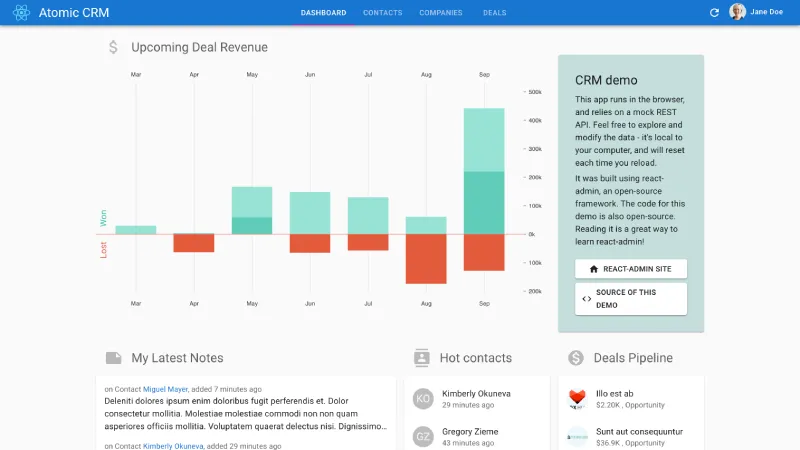 Atomic CRM
DASHBOARD CONTACTS COMPANIES DEALS
Jane Doe
Upcoming Deal Revenue
Mar Apr May Jun Jul Aug Sep
500k
400k
300k
200k
100k
0k
100k
200k
Won
Lost
Mar Apr May Jun Jul Aug Sep
CRM demo
This app runs in the browser,
and relies on a mock REST
API. Feel free to explore and
modify the data - it's local to
your computer, and will reset
each time you reload.
It was built using react-
admin, an open-source
framework. The code for this
demo is also open-source.
Reading it is a great way to
learn react-admin!
REACT-ADMIN SITE
SOURCE OF THIS
DEMO
My Latest Notes
on Contact Miguel Mayer, added 7 minutes ago
Deleniti dolores ipsum enim doloribus fugit perferendis et. Dolor
consectetur mollitia. Molestiae molestiae commodi non non quam
asperiores officiis mollitia. Voluptatem quaerat delectus nisi. Dignissimo...
on Contact Kimberly Okuneva, added 29 minutes ago
Hot contacts
KO
Kimberly Okuneva
29 minutes ago
GZ
Gregory Zieme
43 minutes ago
Deals Pipeline
Illo est ab
$2.20K , Opportunity
Sunt aut consequuntur
$36.9K , Opportunity